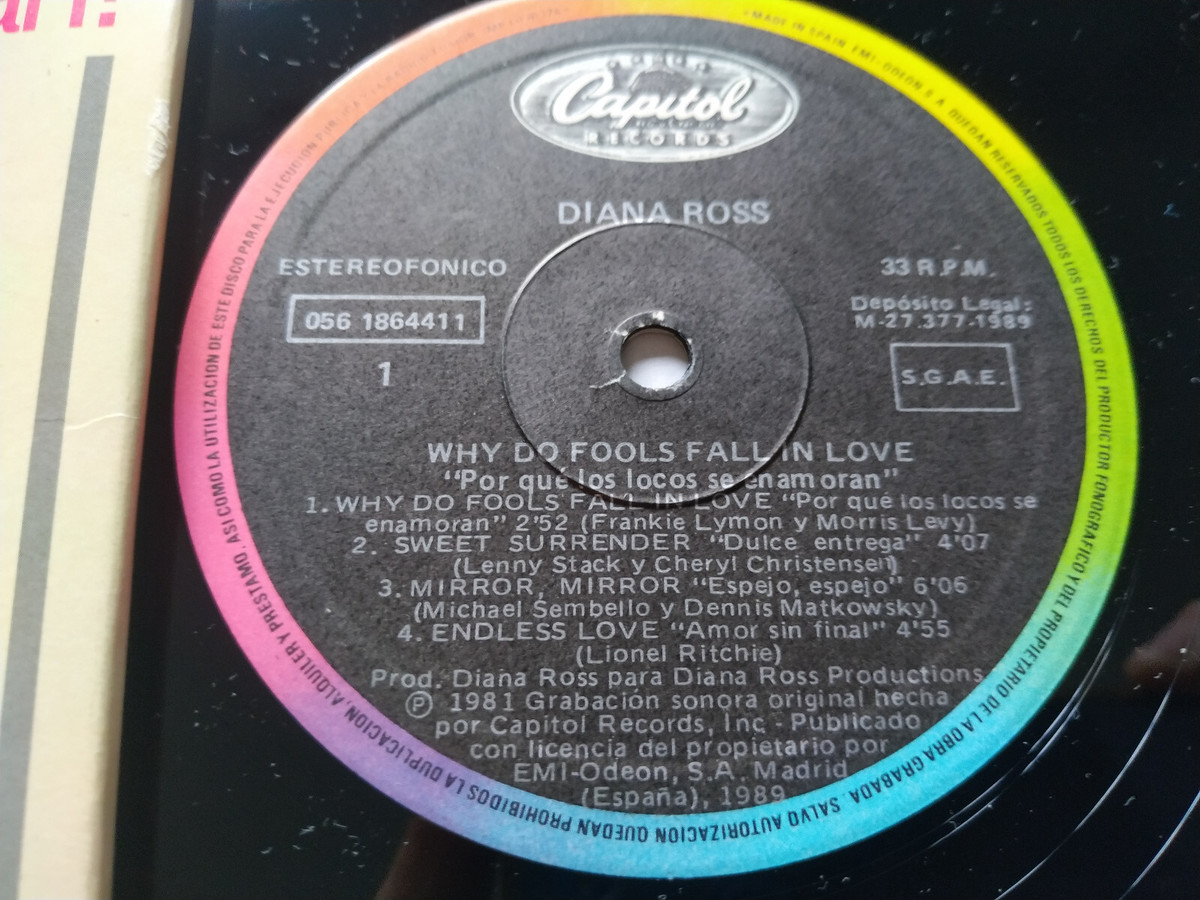 Capitol
RECORDS
DIANA ROSS
ESTEREOFONICO
33 R.P.M.
056 1864411
Depósito Legal:
M-27.377-1989
1
S.G.A.E.
WHY DO FOOLS FALL IN LOVE
"Por qué los locos se enamoran"
1. WHY DO FOOLS FALL IN LOVE "Por qué los locos se
enamoran" 2'52 (Frankie Lymon y Morris Levy)
2. SWEET SURRENDER "Dulce entrega" 4'07
(Lenny Stack y Cheryl Christensen)
3. MIRROR, MIRROR "Espejo, espejo" 6'06
(Michael Sembello y Dennis Matkowsky)
4. ENDLESS LOVE "Amor sin final" 4'55
(Lionel Ritchie)
Prod. Diana Ross para Diana Ross Productions
Ⓟ 1981 Grabación sonora original hecha
por Capitol Records, Inc - Publicado
con licencia del propietario por
EMI-Odeon, S.A. Madrid
(España), 1989
MADE IN SPAIN EMI-ODEON S.A. QUEDAN RESERVADOS TODOS LOS DERECHOS DEL PRODUCTOR FONOGRAFICO Y DEL PROPIETARIO DE LA OBRA GRABADA. SALVO AUTORIZACION QUEDAN PROHIBIDOS LA DUPLICACION, ALQUILER Y PRESTAMO, ASI COMO LA UTILIZACION DE ESTE DISCO PARA LA EJECUCION